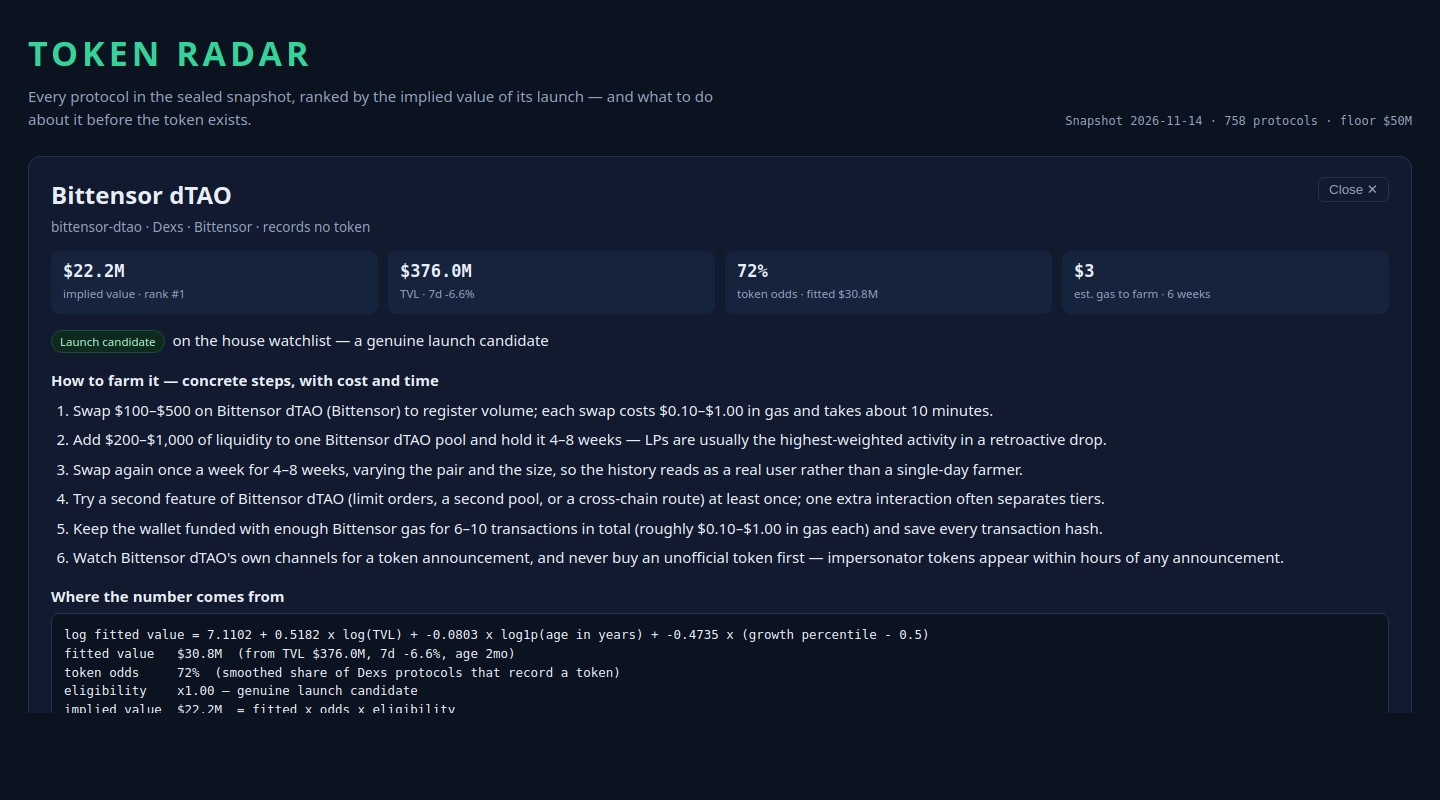 TOKEN RADAR
Every protocol in the sealed snapshot, ranked by the implied value of its launch — and what to do
about it before the token exists.
Snapshot 2026-11-14 · 758 protocols · floor $50M
Bittensor dTAO
Close ✕
bittensor-dtao · Dexs · Bittensor · records no token
$22.2M
implied value · rank #1
$376.0M
TVL · 7d -6.6%
72%
token odds · fitted $30.8M
$3
est. gas to farm · 6 weeks
Launch candidate on the house watchlist — a genuine launch candidate
How to farm it — concrete steps, with cost and time
1. Swap $100–$500 on Bittensor dTAO (Bittensor) to register volume; each swap costs $0.10–$1.00 in gas and takes about 10 minutes.
2. Add $200–$1,000 of liquidity to one Bittensor dTAO pool and hold it 4–8 weeks — LPs are usually the highest-weighted activity in a retroactive drop.
3. Swap again once a week for 4–8 weeks, varying the pair and the size, so the history reads as a real user rather than a single-day farmer.
4. Try a second feature of Bittensor dTAO (limit orders, a second pool, or a cross-chain route) at least once; one extra interaction often separates tiers.
5. Keep the wallet funded with enough Bittensor gas for 6–10 transactions in total (roughly $0.10–$1.00 in gas each) and save every transaction hash.
6. Watch Bittensor dTAO's own channels for a token announcement, and never buy an unofficial token first — impersonator tokens appear within hours of any announcement.
Where the number comes from
log fitted value = 7.1102 + 0.5182 x log(TVL) + -0.0803 x log1p(age in years) + -0.4735 x (growth percentile - 0.5)
fitted value $30.8M (from TVL $376.0M, 7d -6.6%, age 2mo)
token odds 72% (smoothed share of Dexs protocols that record a token)
eligibility x1.00 — genuine launch candidate
implied value $22.2M = fitted x odds x eligibility